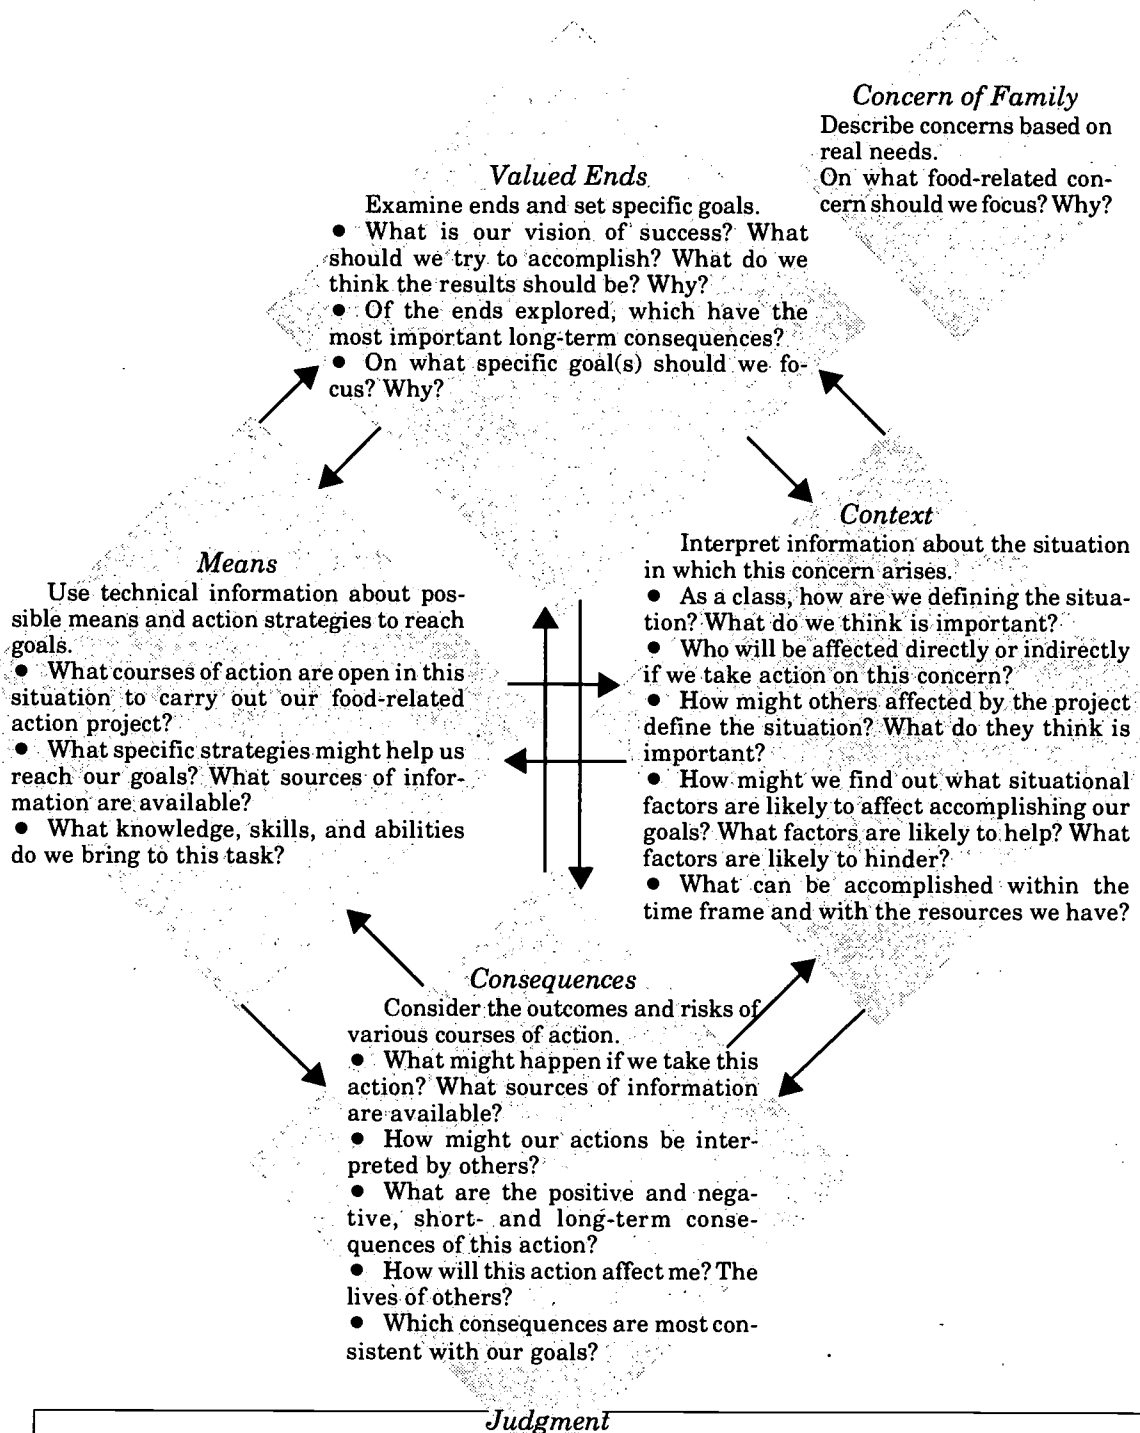 Concern of Family
Describe concerns based on
real needs.
On what food-related con-
cern should we focus? Why?
Valued Ends
Examine ends and set specific goals.
● What is our vision of success? What
should we try to accomplish? What do we
think the results should be? Why?
● Of the ends explored, which have the
most important long-term consequences?
● On what specific goal(s) should we fo-
cus? Why?
Means
Use technical information about pos-
sible means and action strategies to reach
goals.
● What courses of action are open in this
situation to carry out our food-related
action project?
● What specific strategies might help us
reach our goals? What sources of infor-
mation are available?
● What knowledge, skills, and abilities
do we bring to this task?
Context
Interpret information about the situation
in which this concern arises.
● As a class, how are we defining the situa-
tion? What do we think is important?
● Who will be affected directly or indirectly
if we take action on this concern?
● How might others affected by the project
define the situation? What do they think is
important?
● How might we find out what situational
factors are likely to affect accomplishing our
goals? What factors are likely to help? What
factors are likely to hinder?
● What can be accomplished within the
time frame and with the resources we have?
Consequences
Consider the outcomes and risks of
various courses of action.
● What might happen if we take this
action? What sources of information
are available?
● How might our actions be inter-
preted by others?
● What are the positive and nega-
tive, short- and long-term conse-
quences of this action?
● How will this action affect me? The
lives of others?
● Which consequences are most con-
sistent with our goals?
Judgment